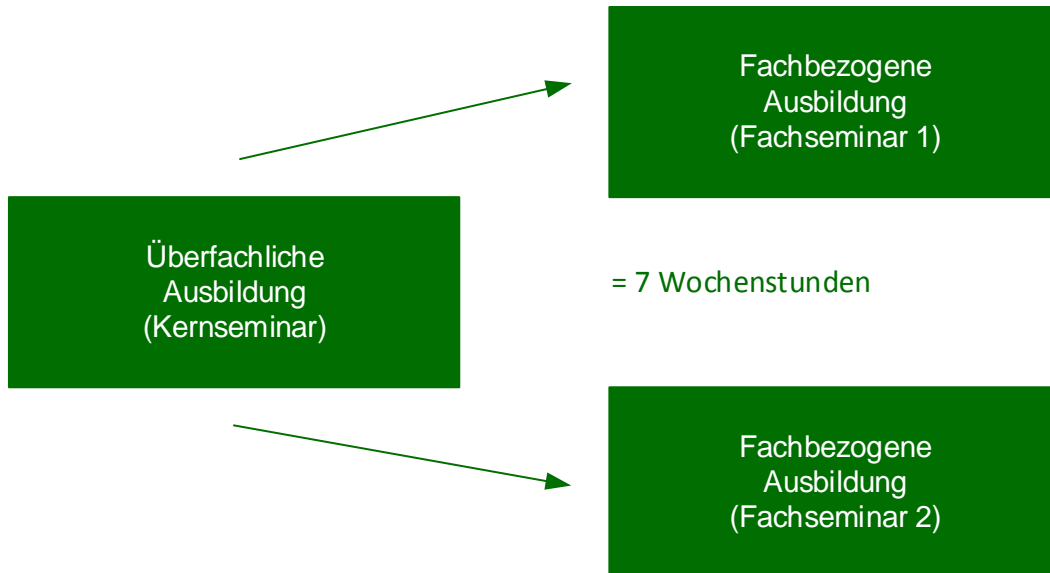 Fachbezogene
Ausbildung
(Fachseminar 1)
Überfachliche
Ausbildung
(Kernseminar)
= 7 Wochenstunden
Fachbezogene
Ausbildung
(Fachseminar 2)